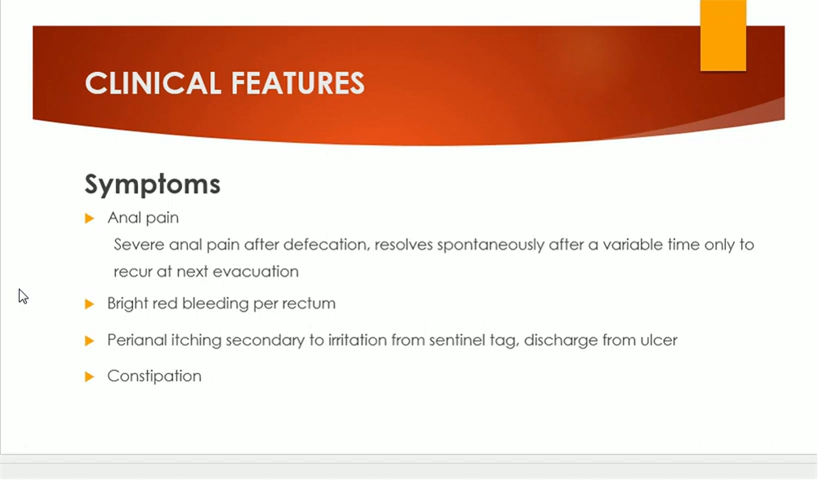 CLINICAL FEATURES
Symptoms
Anal pain
Severe anal pain after defecation, resolves spontaneously after a variable time only to
recur at next evacuation
Bright red bleeding per rectum
Perianal itching secondary to irritation from sentinel tag, discharge from ulcer
Constipation